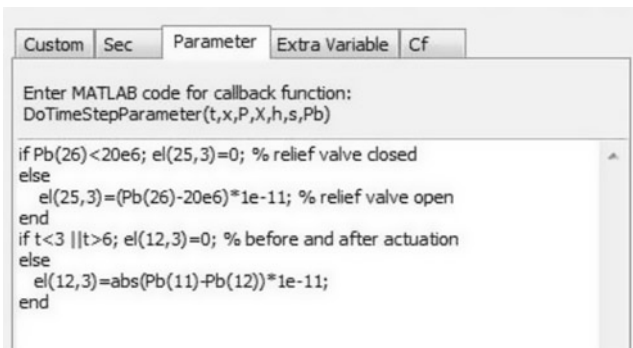 Custom Sec Parameter Extra Variable Cf
Enter MATLAB code for callback function:
DoTimeStepParameter(t,x,P,X,h,s,Pb)
if Pb(26)<20e6; el(25,3)=0; % relief valve closed
else
el(25,3)=(Pb(26)-20e6)*1e-11; % relief valve open
end
if t<3 ||t>6; el(12,3)=0; % before and after actuation
else
el(12,3)=abs(Pb(11)-Pb(12))*1e-11;
end